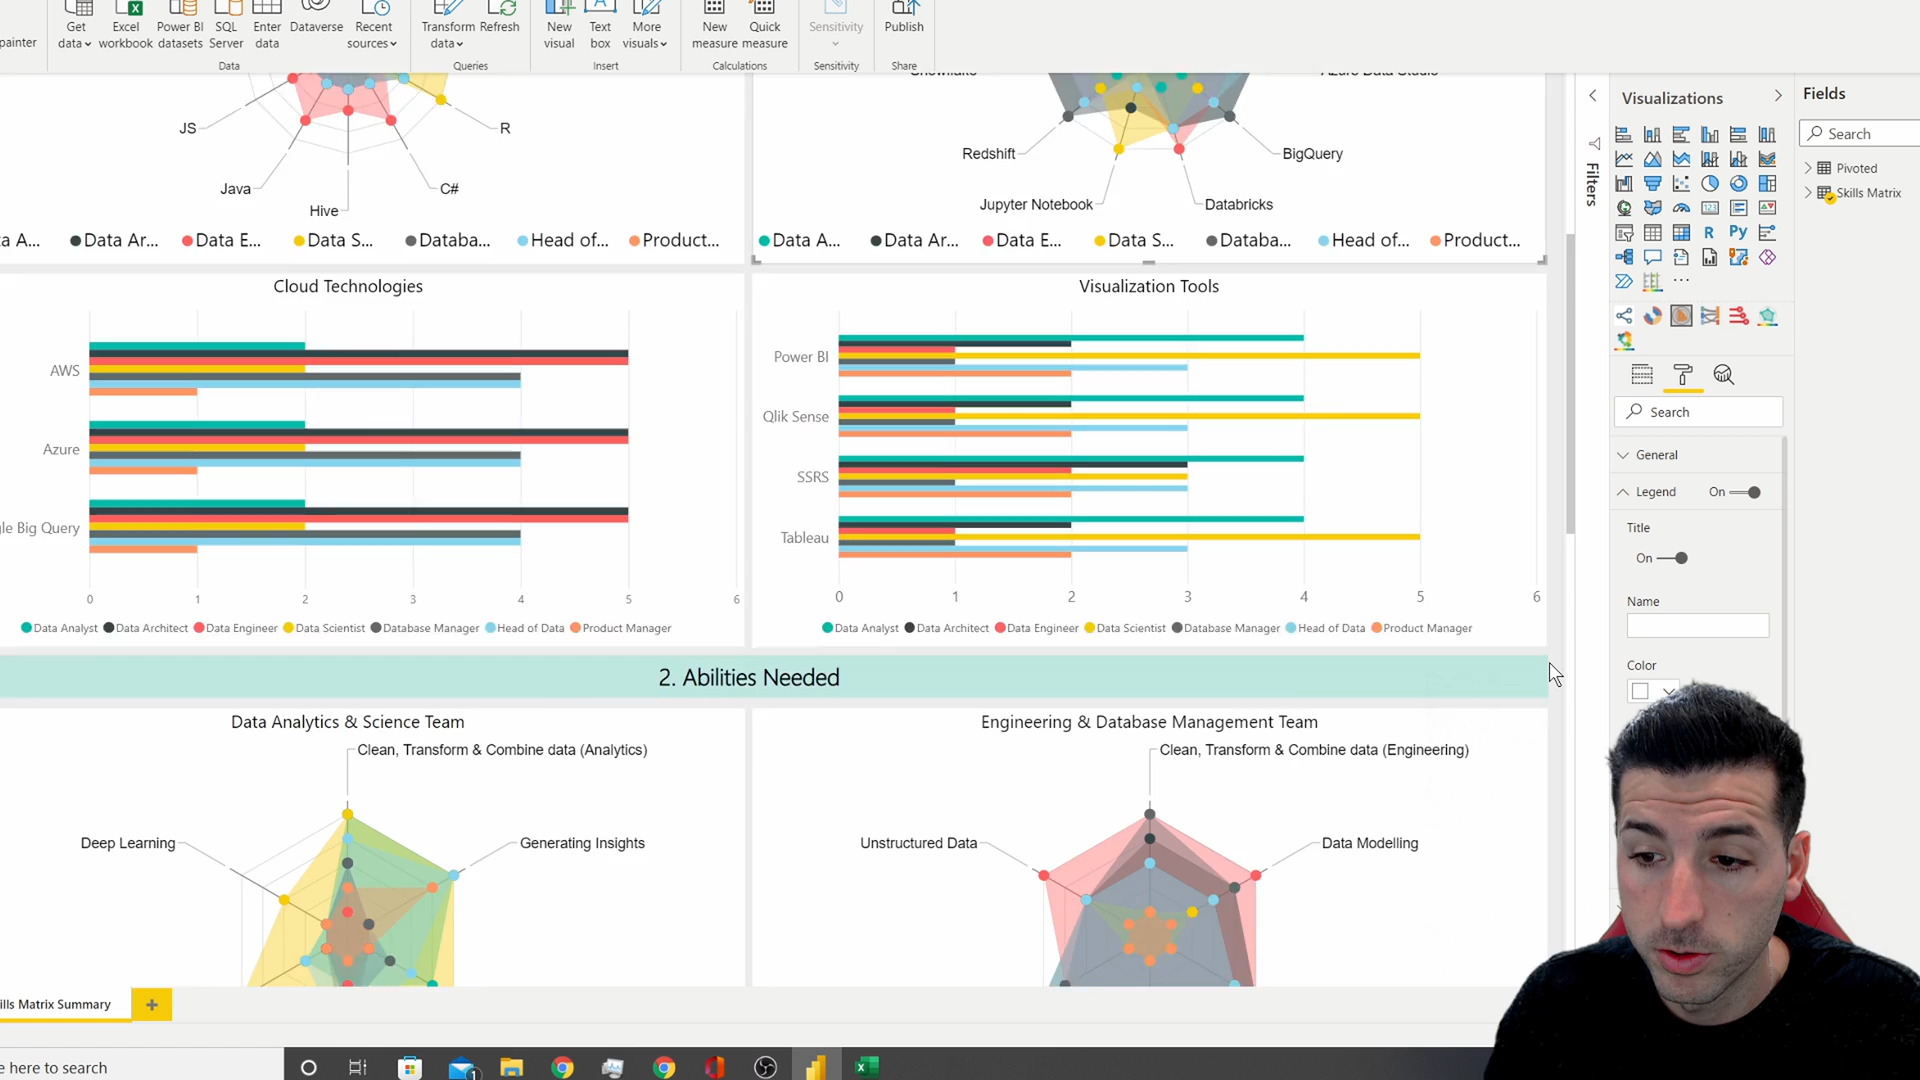 painter
Get data
Excel workbook
Power BI datasets
SQL Server
Enter data
Dataverse
Recent sources
Transform data
Refresh
New visual
Text box
More visuals
New measure
Quick measure
Sensitivity
Publish
Data
Queries
Insert
Calculations
Sensitivity
Share
JS
R
Java
C#
Hive
a A...
Data Ar...
Data E...
Data S...
Databa...
Head of...
Product...
Snowflake
Azure Data Studio
Redshift
BigQuery
Jupyter Notebook
Databricks
Data A...
Data Ar...
Data E...
Data S...
Databa...
Head of...
Product...
Cloud Technologies
AWS
Azure
le Big Query
0 1 2 3 4 5 6
Data Analyst Data Architect Data Engineer Data Scientist Database Manager Head of Data Product Manager
Visualization Tools
Power BI
Qlik Sense
SSRS
Tableau
0 1 2 3 4 5 6
Data Analyst Data Architect Data Engineer Data Scientist Database Manager Head of Data Product Manager
2. Abilities Needed
Data Analytics & Science Team
Clean, Transform & Combine data (Analytics)
Deep Learning
Generating Insights
Engineering & Database Management Team
Clean, Transform & Combine data (Engineering)
Unstructured Data
Data Modelling
Filters
Visualizations
R
Py
123
Search
General
Legend On
Title
On
Name
Color
Fields
Search
Pivoted
Skills Matrix
ills Matrix Summary
+
e here to search
1